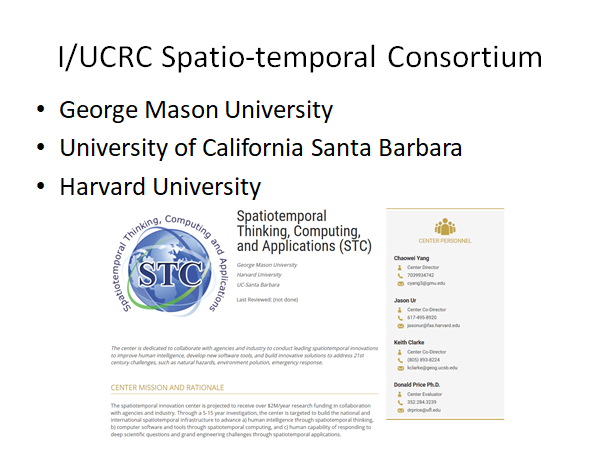 I/UCRC Spatio-temporal Consortium
• George Mason University
• University of California Santa Barbara
• Harvard University
Spatiotemporal Thinking, Computing and Applications
STC
Spatiotemporal
Thinking, Computing,
and Applications (STC)
George Mason University
Harvard University
UC-Santa Barbara
Last Reviewed: (not done)
The center is dedicated to collaborate with agencies and industry to conduct leading spatiotemporal innovations
to improve human intelligence, develop new software tools, and build innovative solutions to address 21st
century challenges, such as natural hazards, environment pollution, emergency response.
CENTER MISSION AND RATIONALE
The spatiotemporal innovation center is projected to receive over $2M/year research funding in collaboration
with agencies and industry. Through a 5-15 year investigation, the center is targeted to build the national and
international spatiotemporal infrastructure to advance a) human intelligence through spatiotemporal thinking,
b) computer software and tools through spatiotemporal computing, and c) human capability of responding to
deep scientific questions and grand engineering challenges through spatiotemporal applications.
CENTER PERSONNEL
Chaowei Yang
Center Director
7039934742
cyang3@gmu.edu
Jason Ur
Center Co-Director
617-495-8920
jasonur@fas.harvard.edu
Keith Clarke
Center Co-Director
(805) 893-8224
kclarke@geog.ucsb.edu
Donald Price Ph.D.
Center Evaluator
352.284.3239
drprice@ufl.edu